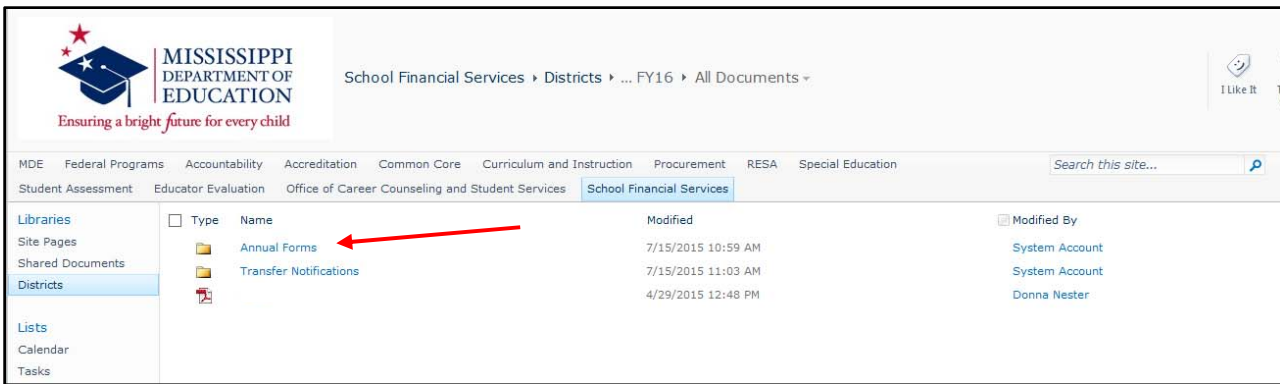 MISSISSIPPI
DEPARTMENT OF
EDUCATION
Ensuring a bright future for every child
School Financial Services ▸ Districts ▸ ... FY16 ▸ All Documents
I Like It
MDE Federal Programs Accountability Accreditation Common Core Curriculum and Instruction Procurement RESA Special Education Search this site...
Student Assessment Educator Evaluation Office of Career Counseling and Student Services School Financial Services
Libraries
Site Pages
Shared Documents
Districts
Lists
Calendar
Tasks
Type Name Modified Modified By
Annual Forms 7/15/2015 10:59 AM System Account
Transfer Notifications 7/15/2015 11:03 AM System Account
4/29/2015 12:48 PM Donna Nester